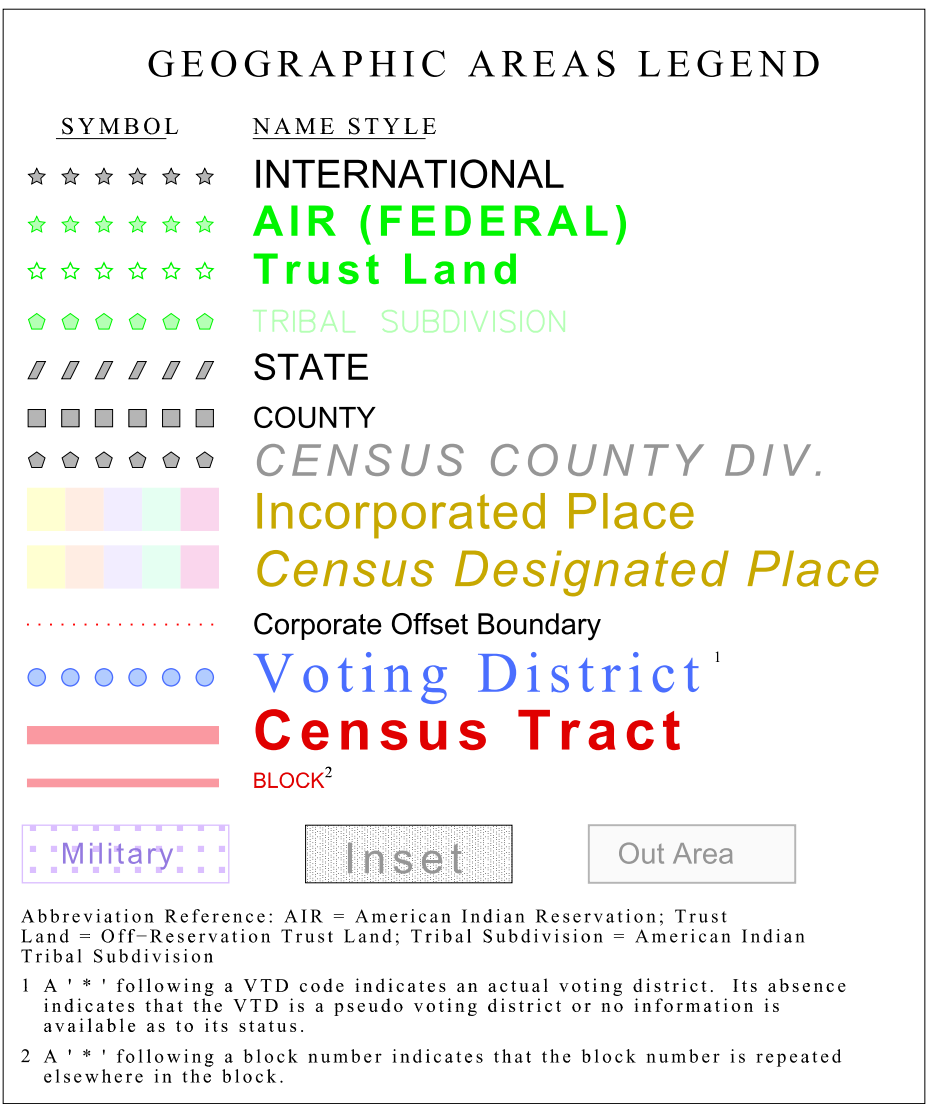 GEOGRAPHIC AREAS LEGEND
SYMBOL NAME STYLE
INTERNATIONAL
AIR (FEDERAL)
Trust Land
TRIBAL SUBDIVISION
STATE
COUNTY
CENSUS COUNTY DIV.
Incorporated Place
Census Designated Place
Corporate Offset Boundary
Voting District 1
Census Tract
BLOCK2
Military Inset Out Area
Abbreviation Reference: AIR = American Indian Reservation; Trust
Land = Off−Reservation Trust Land; Tribal Subdivision = American Indian
Tribal Subdivision
1 A ' * ' following a VTD code indicates an actual voting district. Its absence
indicates that the VTD is a pseudo voting district or no information is
available as to its status.
2 A ' * ' following a block number indicates that the block number is repeated
elsewhere in the block.